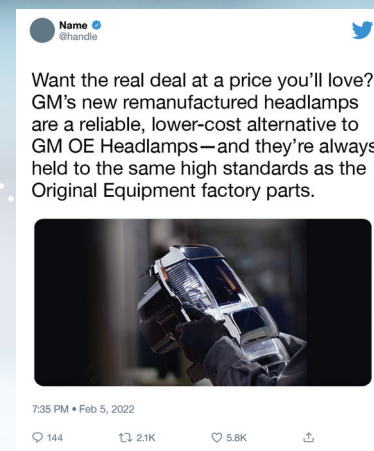 Name
@handle
Want the real deal at a price you'll love?
GM's new remanufactured headlamps
are a reliable, lower-cost alternative to
GM OE Headlamps—and they're always
held to the same high standards as the
Original Equipment factory parts.
7:35 PM • Feb 5, 2022
144 2.1K 5.8K